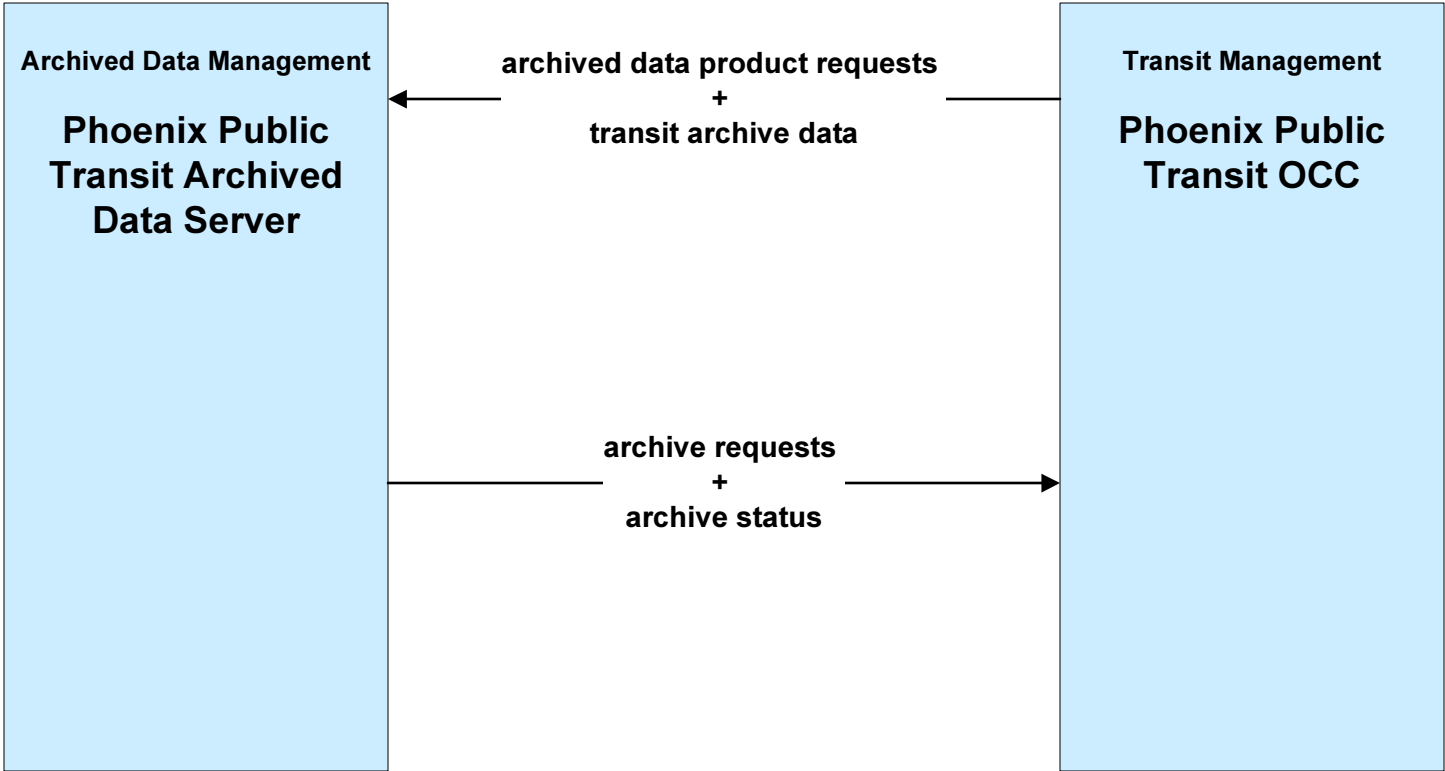 Archived Data Management
Phoenix Public
Transit Archived
Data Server
archived data product requests
+
transit archive data
Transit Management
Phoenix Public
Transit OCC
archive requests
+
archive status